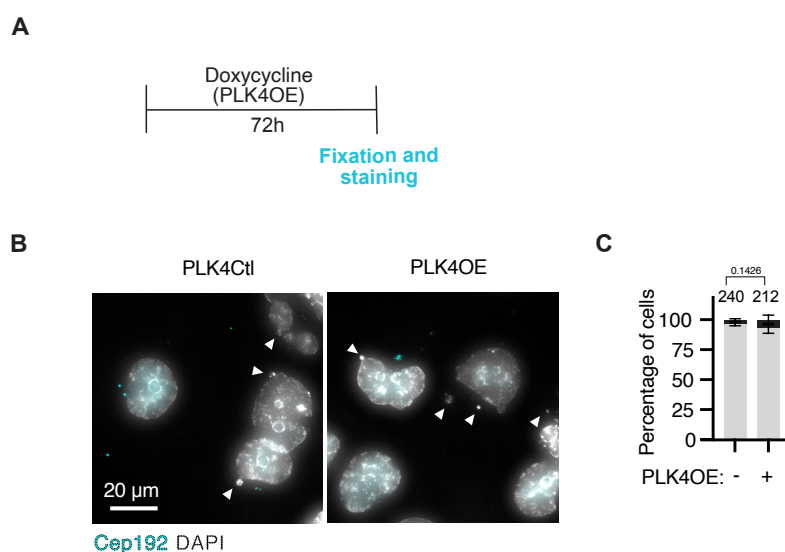 A
Doxycycline
(PLK4OE)
72h
Fixation and
staining
B
PLK4Ctl
PLK4OE
20 µm
Cep192 DAPI
C
0.1426
240 212
Percentage of cells
100
75
50
25
0
PLK4OE: - +